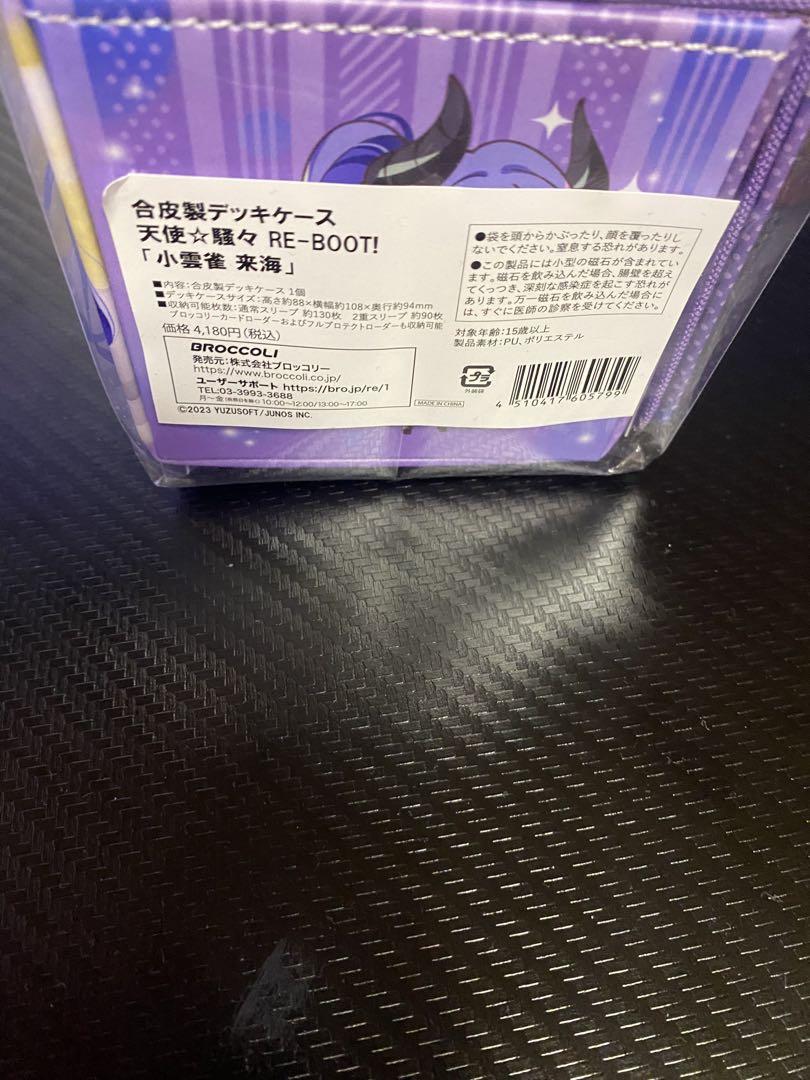 合皮製デッキケース
天使☆騒々 RE-BOOT!
「小雲雀 来海」
■内容:合皮製デッキケース 1個
■デッキケースサイズ:高さ約88×横幅約108×奥行約94mm
■収納可能枚数:通常スリーブ 約130枚 2重スリーブ 約90枚
ブロッコリーカードローダーおよびフルプロテクトローダーも収納可能
価格 4,180円(税込)
BROCCOLI
発売元:株式会社ブロッコリー
https://www.broccoli.co.jp/
ユーザーサポート https://bro.jp/re/1
TEL:03-3993-3688
月~金(祝祭日を除く)10:00~12:00/13:00~17:00
©2023 YUZUSOFT/JUNOS INC.
●袋を頭からかぶったり、顔を覆ったりし
ないでください。窒息する恐れがあります。
●この製品には小型の磁石が含まれていま
す。磁石を飲み込んだ場合、腸壁を超え
てくっつき、深刻な感染症を起こす恐れが
あります。万一磁石を飲み込んだ場合に
は、すぐに医師の診察を受けてください。
対象年齢:15歳以上
製品素材:PU、ポリエステル
プラ
外装袋
MADE IN CHINA
4 510417 605799